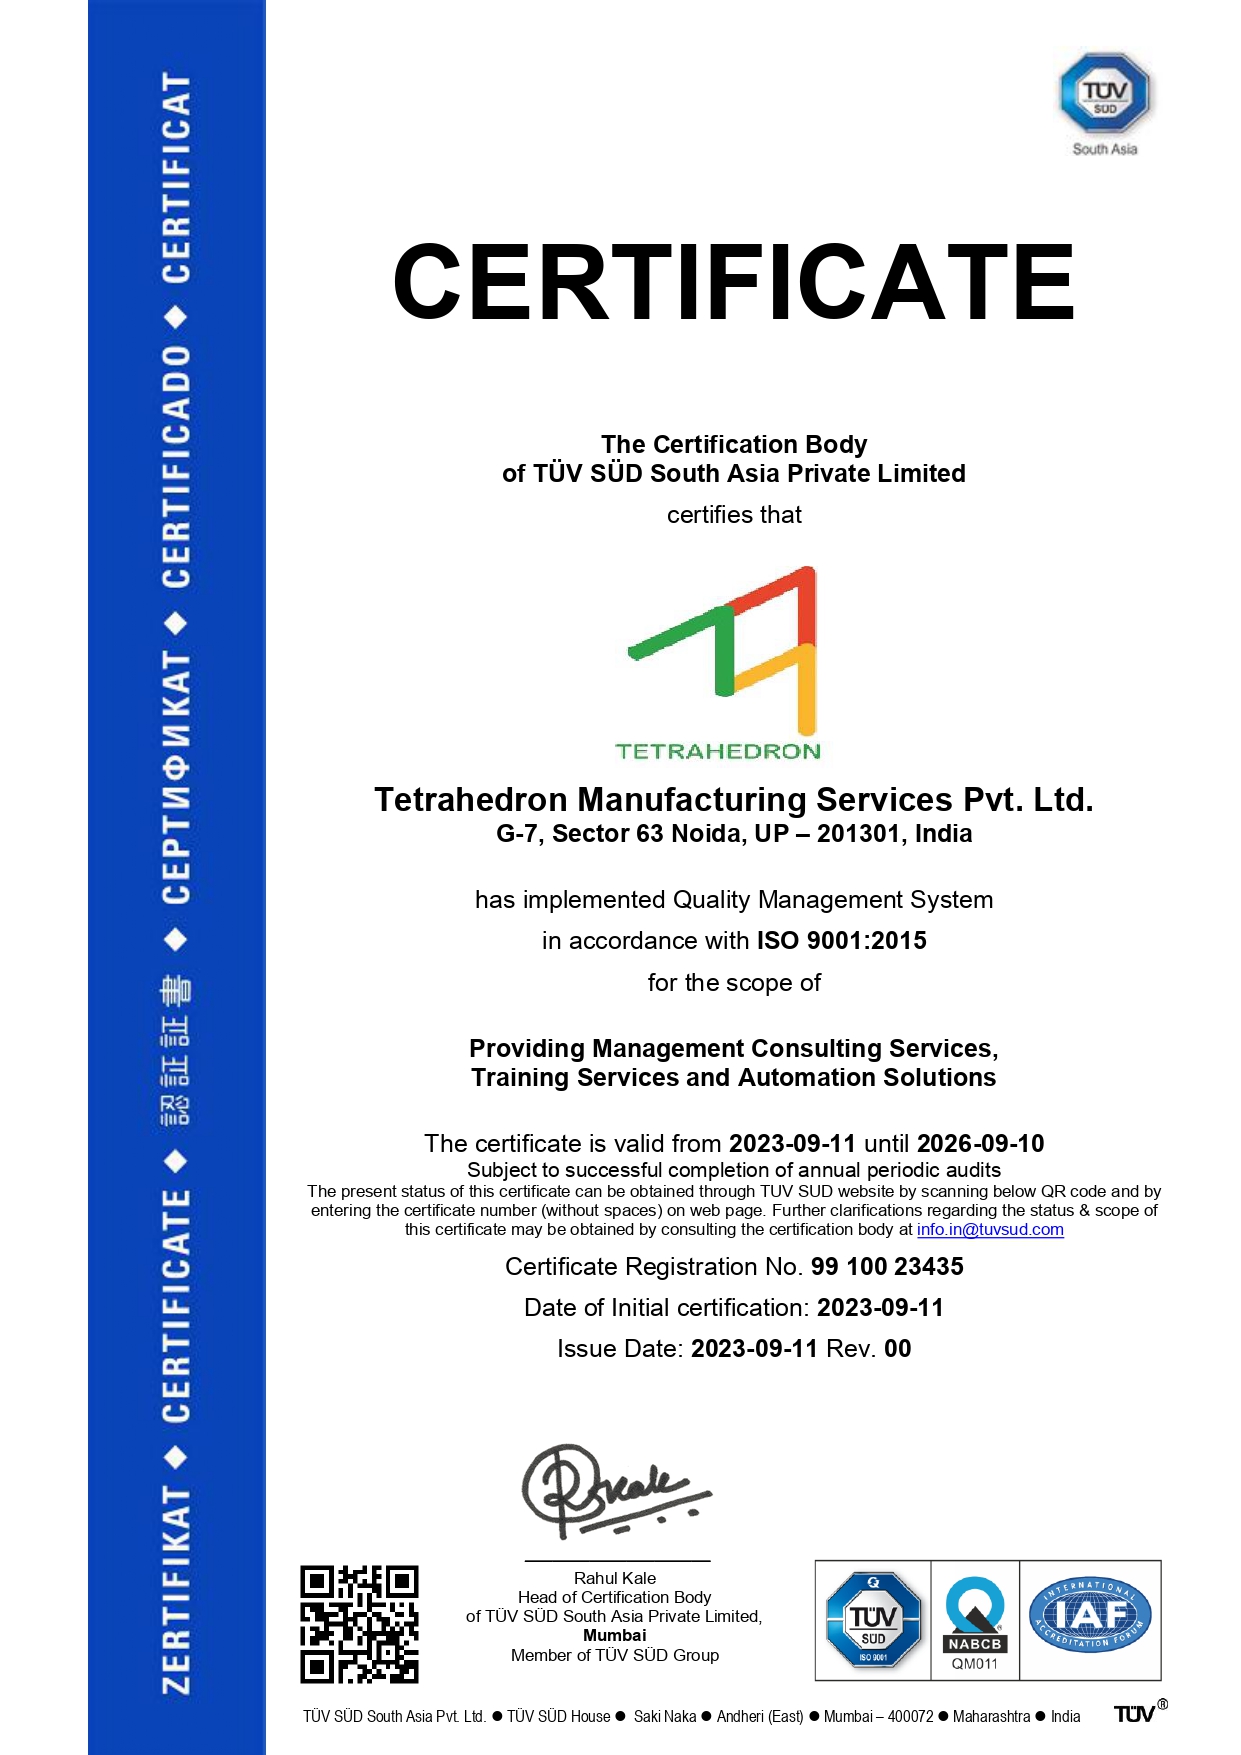 ZERTIFIKAT ◆ CERTIFICATE ◆ 認証証書 ◆ СЕРТИФИКАТ ◆ CERTIFICADO ◆ CERTIFICAT
TÜV
SÜD
South Asia
CERTIFICATE
The Certification Body
of TÜV SÜD South Asia Private Limited
certifies that
TETRAHEDRON
Tetrahedron Manufacturing Services Pvt. Ltd.
G-7, Sector 63 Noida, UP – 201301, India
has implemented Quality Management System
in accordance with ISO 9001:2015
for the scope of
Providing Management Consulting Services,
Training Services and Automation Solutions
The certificate is valid from 2023-09-11 until 2026-09-10
Subject to successful completion of annual periodic audits
The present status of this certificate can be obtained through TUV SUD website by scanning below QR code and by
entering the certificate number (without spaces) on web page. Further clarifications regarding the status & scope of
this certificate may be obtained by consulting the certification body at info.in@tuvsud.com
Certificate Registration No. 99 100 23435
Date of Initial certification: 2023-09-11
Issue Date: 2023-09-11 Rev. 00
RKale
Rahul Kale
Head of Certification Body
of TÜV SÜD South Asia Private Limited,
Mumbai
Member of TÜV SÜD Group
Q
TÜV
SÜD
ISO 9001
NABCB
QM011
INTERNATIONAL
IAF
ACCREDITATION FORUM
TÜV SÜD South Asia Pvt. Ltd. ● TÜV SÜD House ● Saki Naka ● Andheri (East) ● Mumbai – 400072 ● Maharashtra ● India
TÜV®